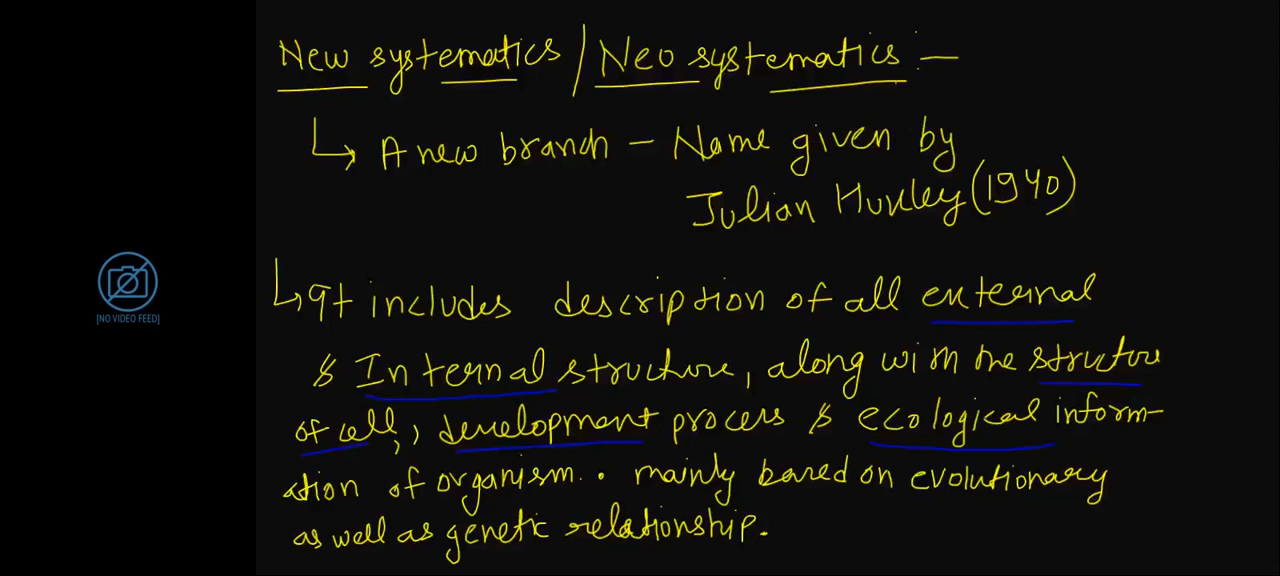 New systematics / Neo systematics :—
↳ A new branch — Name given by
Julian Huxley (1940)
↳ It includes description of all external
& Internal structure, along with the structure
of cell, development process & ecological inform-
ation of organism. mainly based on evolutionary
as well as genetic relationship.
[NO VIDEO FEED]